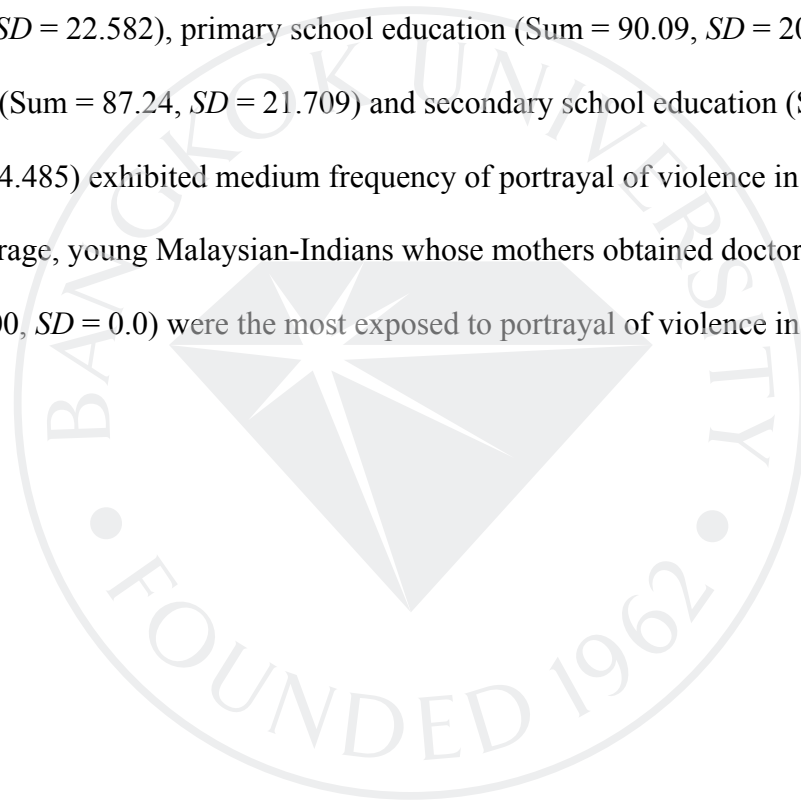 SD = 22.582), primary school education (Sum = 90.09, SD = 20
(Sum = 87.24, SD = 21.709) and secondary school education (S
4.485) exhibited medium frequency of portrayal of violence in
rage, young Malaysian-Indians whose mothers obtained doctor
00, SD = 0.0) were the most exposed to portrayal of violence in
BANGKOK UNIVERSITY
• FOUNDED 1962 •